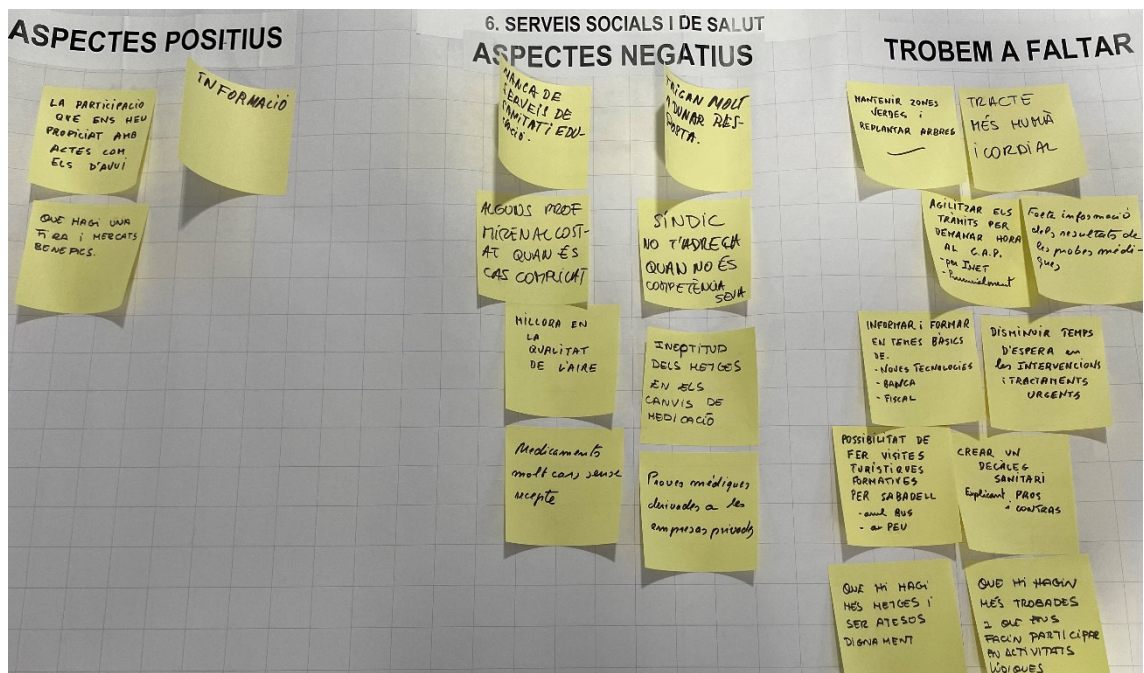 6. SERVEIS SOCIALS I DE SALUT
ASPECTES POSITIUS
LA PARTICIPACIÓ
QUE ENS HEU
PROPICIAT AMB
ACTES COM
ELS D'AVUI
INFORMACIÓ
QUE HAGI UNA
FIRA I MERCATS
BENEFICS.
ASPECTES NEGATIUS
MANCA DE
SERVEIS DE
SANITAT I EDU-
CACIÓ.
TRIGAN MOLT
A DONAR RES-
POSTA.
ALGUNS PROF
MIREN AL COST-
AT QUAN ÉS
CAS COMPLICAT
SÍNDIC
NO T'ADREÇA
QUAN NO ÉS
COMPETÈNCIA
SEVA
MILLORA EN
LA
QUALITAT
DE L'AIRE
INEPTITUD
DELS METGES
EN ELS
CANVIS DE
MEDICACIÓ
Medicaments
molt cars sense
recepte
Proves médiques
derivades a les
empresas privades
TROBEM A FALTAR
MANTENIR ZONES
VERDES I
REPLANTAR ARBRES
TRACTE
MÉS HUMÀ
i CORDIAL
AGILITZAR ELS
TRÀMITS PER
DEMANAR HORA
AL C.A.P.
- per INET
- Presencialment
Falta informació
dels resultats de
les probes médi-
ques
INFORMAR i FORMAR
EN TEMES BÀSICS
DE.
- NOVES TECNOLOGIES
- BANCA
- FISCAL
DISMINUIR TEMPS
D'ESPERA en
les INTERVENCIONS
i TRACTAMENTS
URGENTS
POSSIBILITAT DE
FER VISITES
TURÍSTIQUES
FORMATIVES
PER SABADELL
- amb BUS
- a PEU
CREAR UN
DECÀLEG
SANITARI
Explicant PROS
i CONTRAS
QUE HI HAGI
MÉS METGES I
SER ATESOS
DIGNAMENT
QUE HI HAGIN
MÉS TROBADES
I QUE ENS
FACIN PARTICIPAR
EN ACTIVITATS
LÚDIQUES